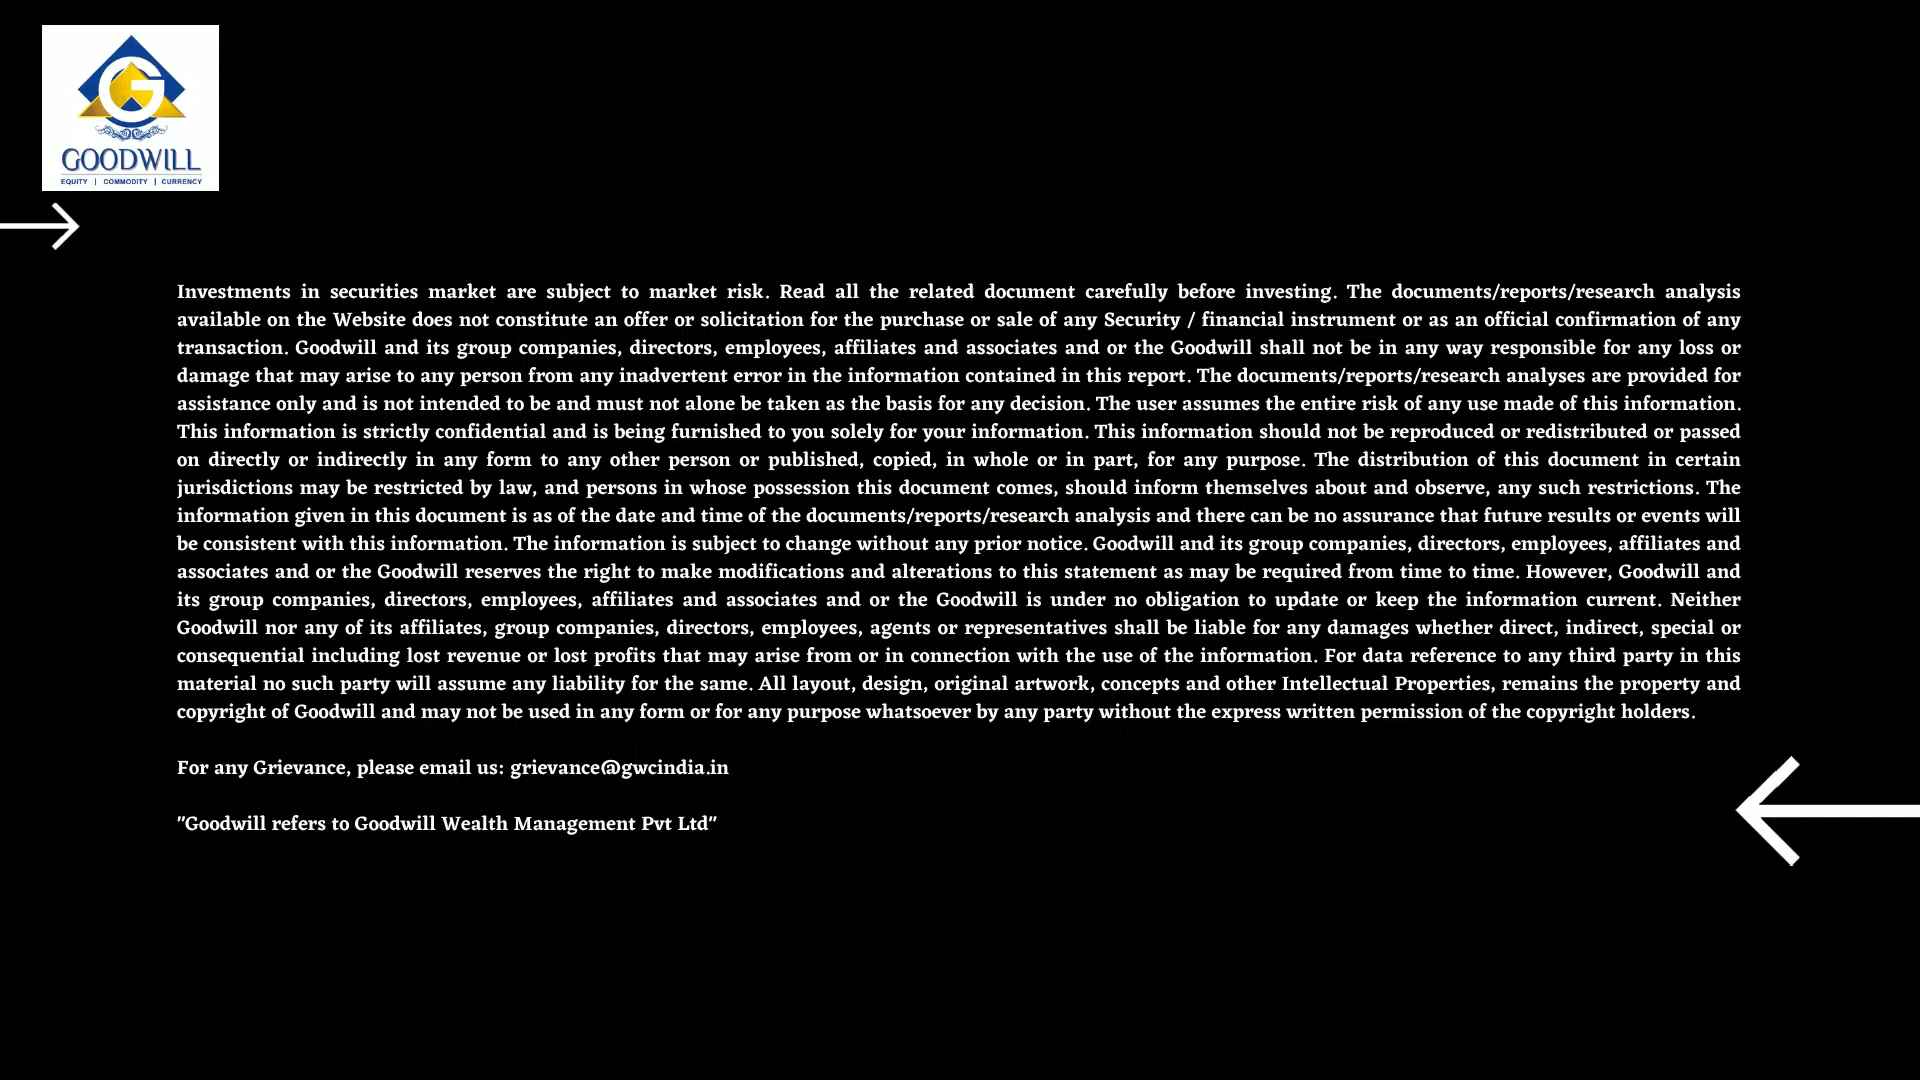 GOODWILL
EQUITY | COMMODITY | CURRENCY
Investments in securities market are subject to market risk. Read all the related document carefully before investing. The documents/reports/research analysis
available on the Website does not constitute an offer or solicitation for the purchase or sale of any Security / financial instrument or as an official confirmation of any
transaction. Goodwill and its group companies, directors, employees, affiliates and associates and or the Goodwill shall not be in any way responsible for any loss or
damage that may arise to any person from any inadvertent error in the information contained in this report. The documents/reports/research analyses are provided for
assistance only and is not intended to be and must not alone be taken as the basis for any decision. The user assumes the entire risk of any use made of this information.
This information is strictly confidential and is being furnished to you solely for your information. This information should not be reproduced or redistributed or passed
on directly or indirectly in any form to any other person or published, copied, in whole or in part, for any purpose. The distribution of this document in certain
jurisdictions may be restricted by law, and persons in whose possession this document comes, should inform themselves about and observe, any such restrictions. The
information given in this document is as of the date and time of the documents/reports/research analysis and there can be no assurance that future results or events will
be consistent with this information. The information is subject to change without any prior notice. Goodwill and its group companies, directors, employees, affiliates and
associates and or the Goodwill reserves the right to make modifications and alterations to this statement as may be required from time to time. However, Goodwill and
its group companies, directors, employees, affiliates and associates and or the Goodwill is under no obligation to update or keep the information current. Neither
Goodwill nor any of its affiliates, group companies, directors, employees, agents or representatives shall be liable for any damages whether direct, indirect, special or
consequential including lost revenue or lost profits that may arise from or in connection with the use of the information. For data reference to any third party in this
material no such party will assume any liability for the same. All layout, design, original artwork, concepts and other Intellectual Properties, remains the property and
copyright of Goodwill and may not be used in any form or for any purpose whatsoever by any party without the express written permission of the copyright holders.
For any Grievance, please email us: grievance@gwcindia.in
"Goodwill refers to Goodwill Wealth Management Pvt Ltd"